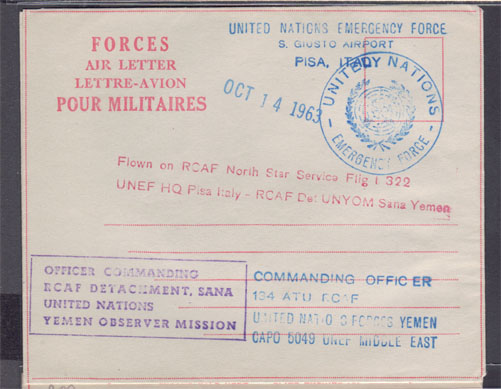 FORCES
AIR LETTER
LETTRE-AVION
POUR MILITAIRES
UNITED NATIONS EMERGENCY FORCE
S. GIUSTO AIRPORT
PISA, ITALY
OCT 14 1963
- UNITED NATIONS -
EMERGENCY FORCE
Flown on RCAF North Star Service Flig t 322
UNEF HQ Pisa Italy - RCAF Det UNYOM Sana Yemen
OFFICER COMMANDING
RCAF DETACHMENT, SANA
UNITED NATIONS
YEMEN OBSERVER MISSION
COMMANDING OFFICER
134 ATU RCAF
UNITED NATIO S FORCES YEMEN
CAPO 5049 UNEF MIDDLE EAST